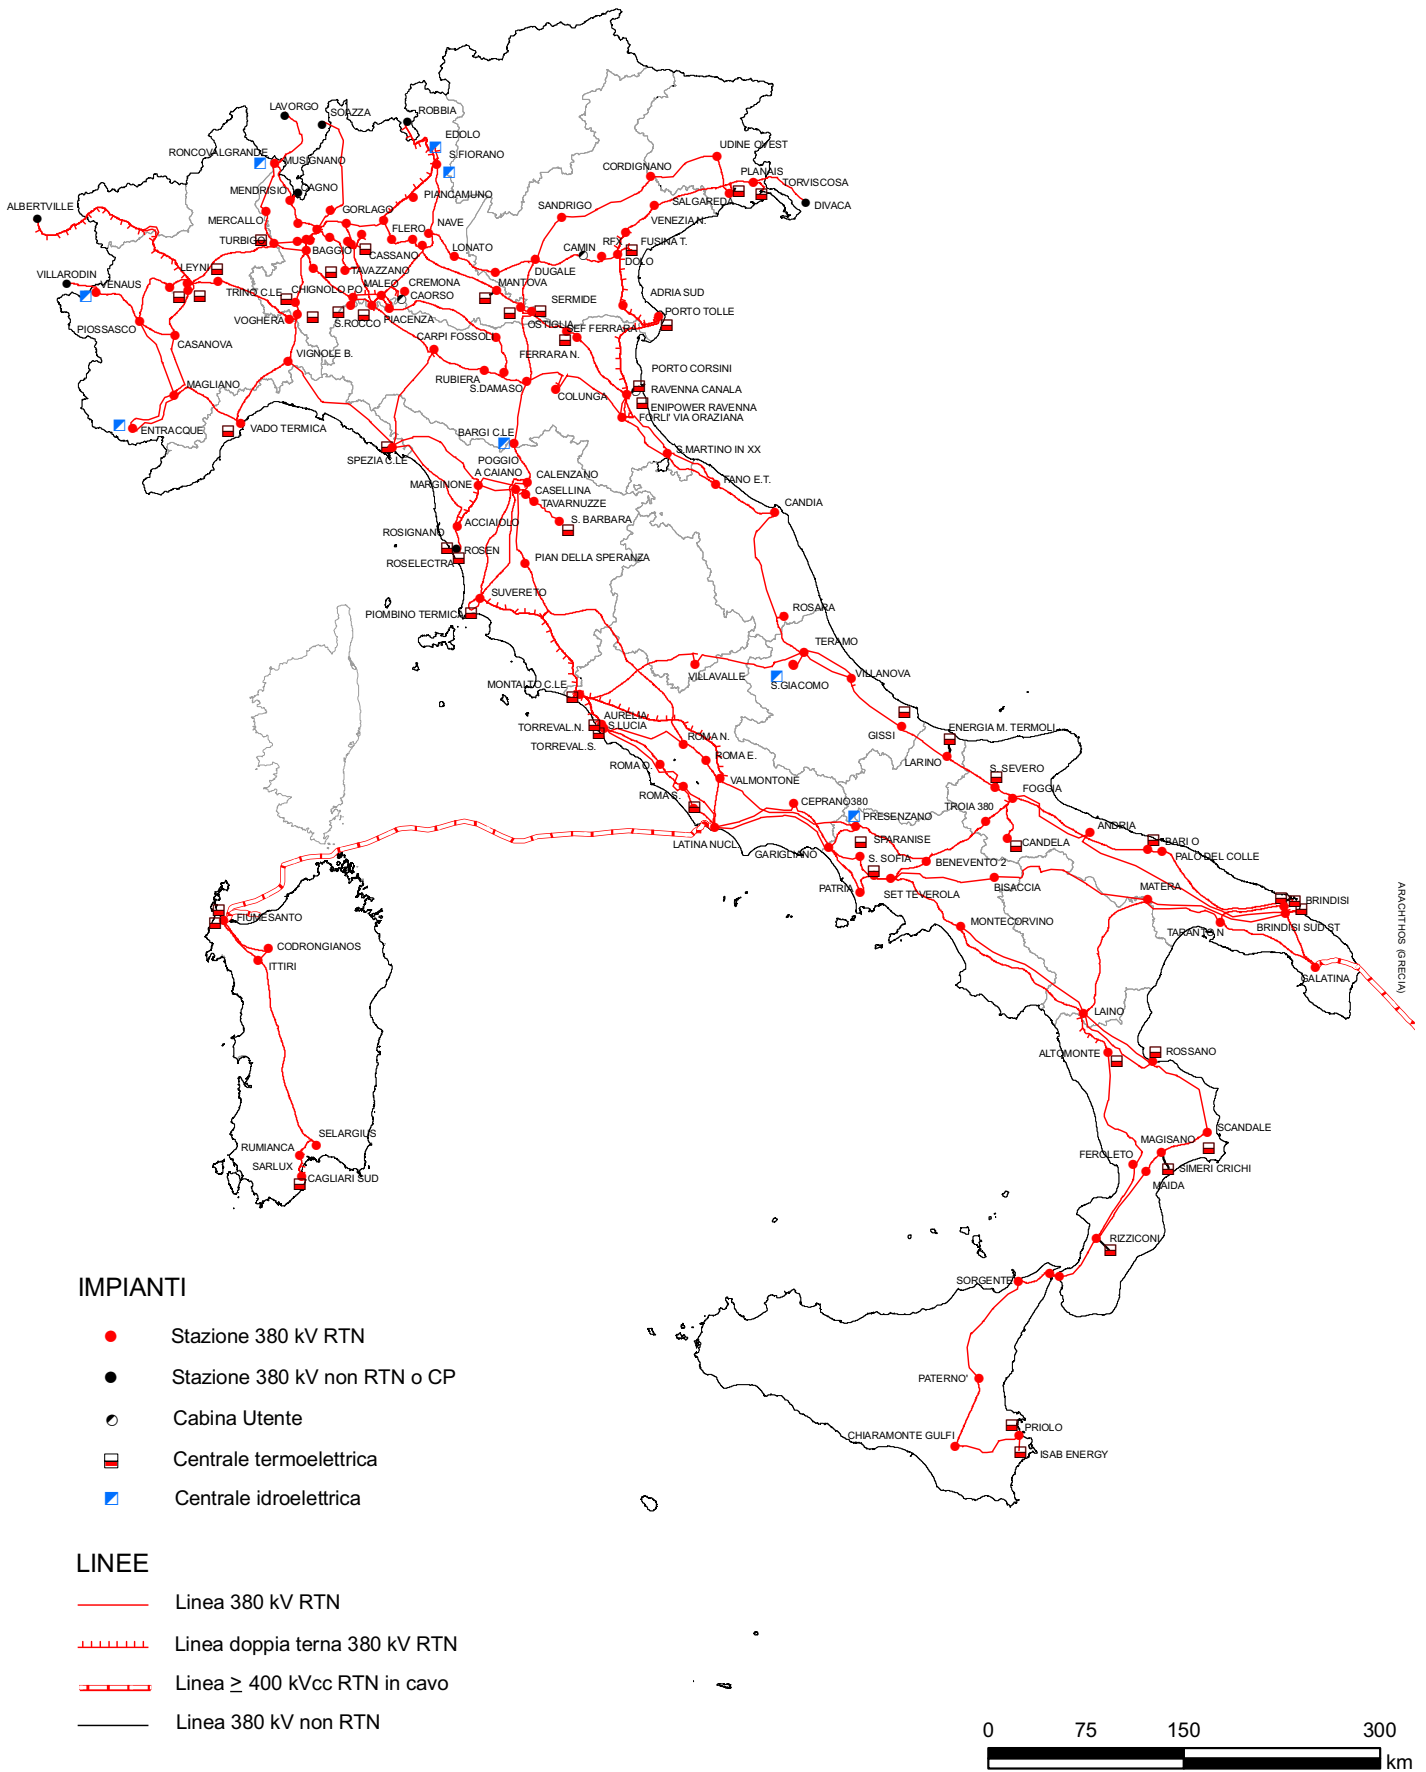 LAVORGO
SOAZZA
ROBBIA
EDOLO
S.FIORANO
RONCOVALGRANDE
MUSIGNANO
UDINE OVEST
CORDIGNANO
PLANAIS
TORVISCOSA
MENDRISIO
CAGNO
PIANCAMUNO
SALGAREDA
DIVACA
ALBERTVILLE
MERCALLO
GORLAGO
SANDRIGO
VENEZIA N.
TURBIGO
BAGGIO
CASSANO
FLERO
NAVE
LONATO
CAMIN
RFX
FUSINA T.
DOLO
DUGALE
LEYNI
VILLARODIN
VENAUS
TAVAZZANO
TRINO C.LE
CHIGNOLO PO
MALEO
CREMONA
CAORSO
MANTOVA
ADRIA SUD
SERMIDE
PORTO TOLLE
PIOSSASCO
VOGHERA
S.ROCCO
PIACENZA
OSTIGLIA
SEF FERRARA
CASANOVA
CARPI FOSSOLI
VIGNOLE B.
FERRARA N.
RUBIERA
S.DAMASO
COLUNGA
PORTO CORSINI
RAVENNA CANALA
ENIPOWER RAVENNA
FORLI' VIA ORAZIANA
MAGLIANO
ENTRACQUE
VADO TERMICA
BARGI C.LE
SPEZIA C.LE
POGGIO
A CAIANO
CALENZANO
CASELLINA
TAVARNUZZE
MARGINONE
S.MARTINO IN XX
FANO E.T.
CANDIA
S. BARBARA
ACCIAIOLO
ROSIGNANO
ROSEN
ROSELECTRA
PIAN DELLA SPERANZA
SUVERETO
PIOMBINO TERMICA
ROSARA
TERAMO
VILLAVALLE
S.GIACOMO
VILLANOVA
MONTALTO C.LE
AURELIA
S.LUCIA
TORREVAL.N.
TORREVAL.S.
ROMA N.
ROMA E.
ROMA O.
VALMONTONE
ROMA S.
GISSI
ENERGIA M. TERMOLI
LARINO
S. SEVERO
FOGGIA
CEPRANO380
PRESENZANO
TROIA 380
LATINA NUCL.
GARIGLIANO
SPARANISE
S. SOFIA
BENEVENTO 2
CANDELA
ANDRIA
BARI O
PALO DEL COLLE
PATRIA
SET TEVEROLA
BISACCIA
MATERA
BRINDISI
BRINDISI SUD ST
TARANTO N
MONTECORVINO
GALATINA
ARACHTHOS (GRECIA)
FIUMESANTO
CODRONGIANOS
ITTIRI
LAINO
ALTOMONTE
ROSSANO
SELARGIUS
RUMIANCA
SARLUX
CAGLIARI SUD
SCANDALE
MAGISANO
FEROLETO
SIMERI CRICHI
MAIDA
RIZZICONI
SORGENTE
PATERNO'
CHIARAMONTE GULFI
PRIOLO
ISAB ENERGY
IMPIANTI
Stazione 380 kV RTN
Stazione 380 kV non RTN o CP
Cabina Utente
Centrale termoelettrica
Centrale idroelettrica
LINEE
Linea 380 kV RTN
Linea doppia terna 380 kV RTN
Linea ≥ 400 kVcc RTN in cavo
Linea 380 kV non RTN
0 75 150 300
km